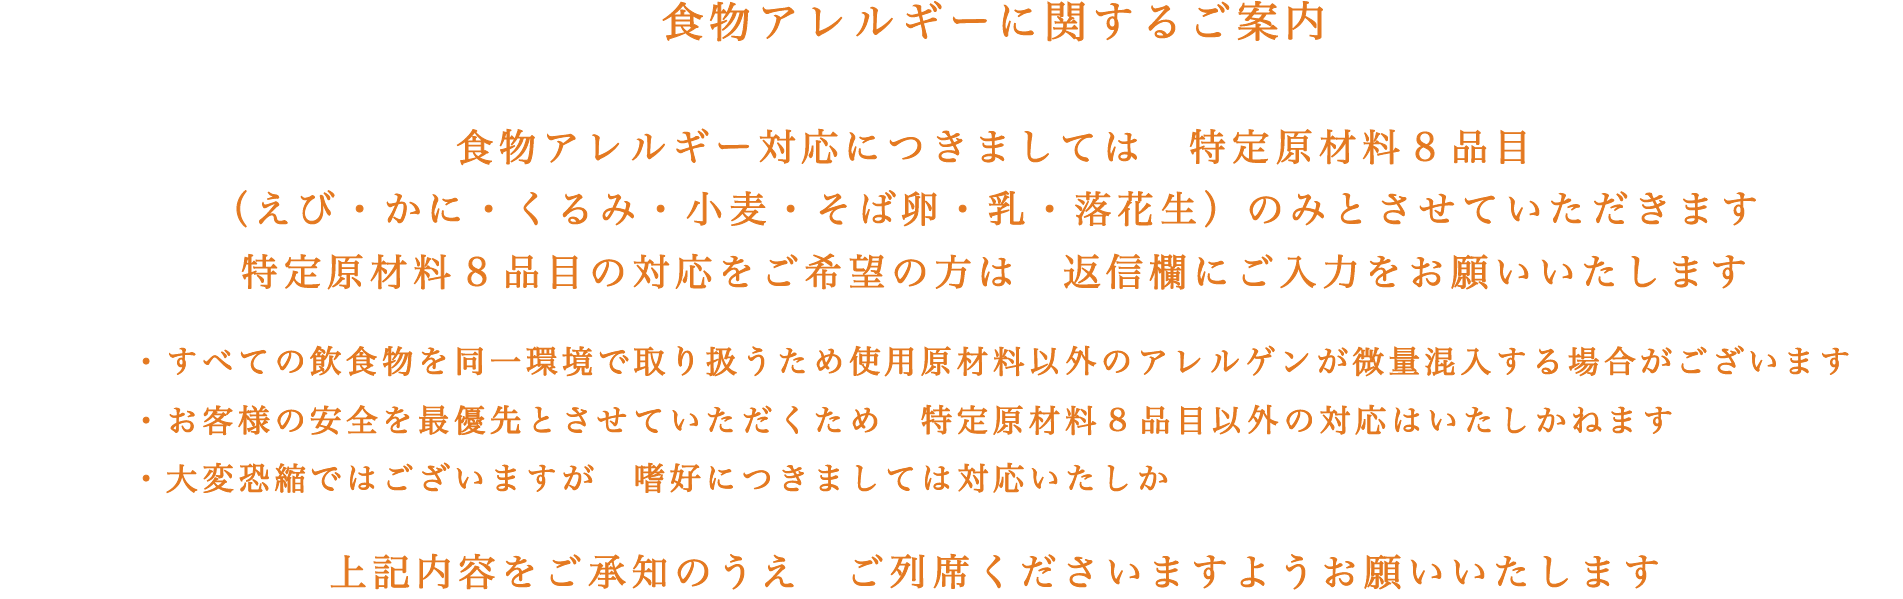 食物アレルギーに関するご案内
食物アレルギー対応につきましては　特定原材料8品目
（えび・かに・くるみ・小麦・そば卵・乳・落花生）のみとさせていただきます
特定原材料8品目の対応をご希望の方は　返信欄にご入力をお願いいたします
・すべての飲食物を同一環境で取り扱うため使用原材料以外のアレルゲンが微量混入する場合がございます
・お客様の安全を最優先とさせていただくため　特定原材料8品目以外の対応はいたしかねます
・大変恐縮ではございますが　嗜好につきましては対応いたしか
上記内容をご承知のうえ　ご列席くださいますようお願いいたします